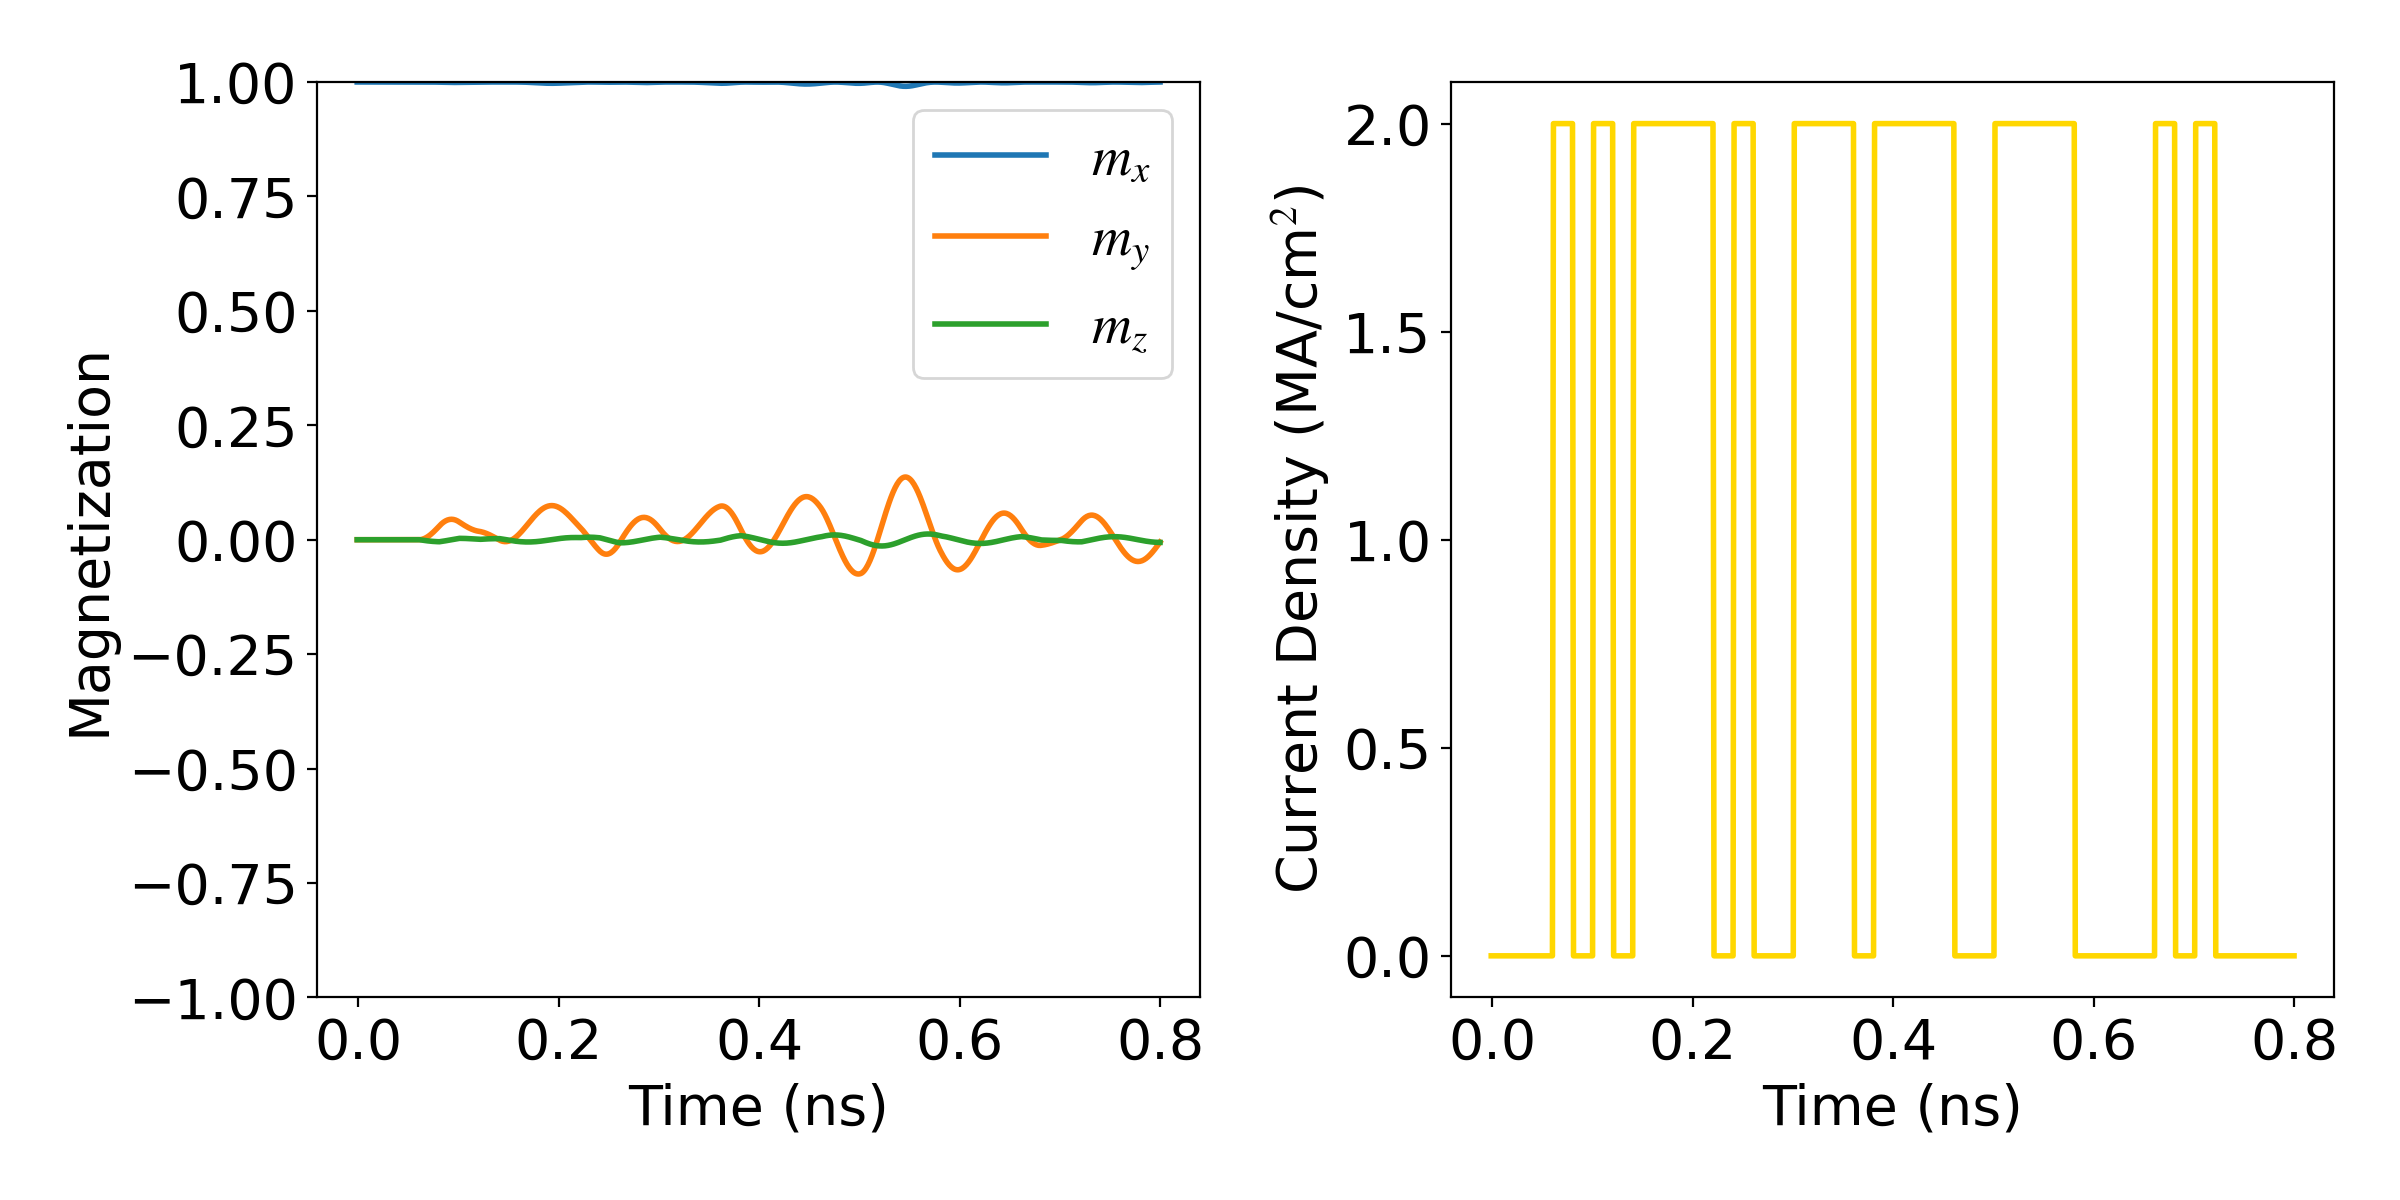 1.00
0.75
0.50
0.25
0.00
−0.25
−0.50
−0.75
−1.00
Magnetization
0.0 0.2 0.4 0.6 0.8
Time (ns)
m_x
m_y
m_z
2.0
1.5
1.0
0.5
0.0
Current Density (MA/cm²)
0.0 0.2 0.4 0.6 0.8
Time (ns)